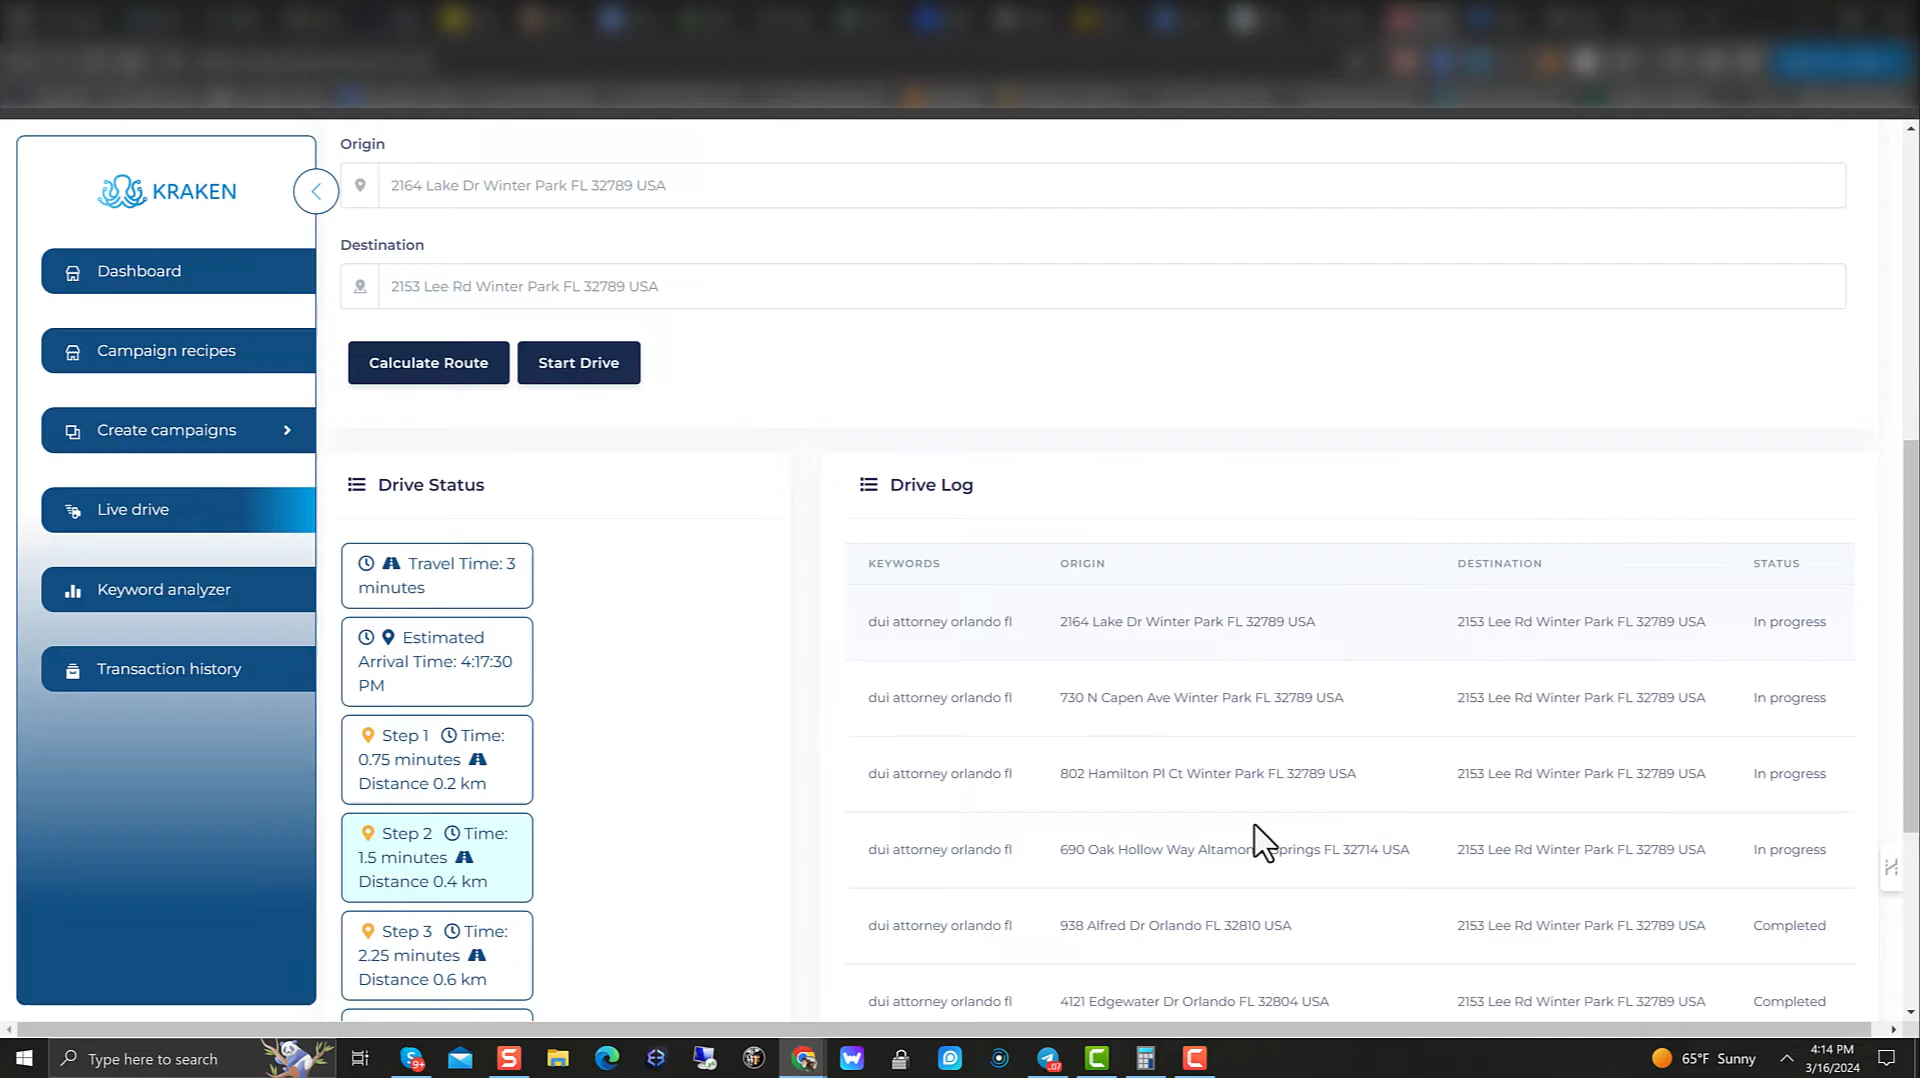 KRAKEN
Dashboard
Campaign recipes
Create campaigns
Live drive
Keyword analyzer
Transaction history
Origin
2164 Lake Dr Winter Park FL 32789 USA
Destination
2153 Lee Rd Winter Park FL 32789 USA
Calculate Route
Start Drive
Drive Status
Travel Time: 3
minutes
Estimated
Arrival Time: 4:17:30
PM
Step 1 Time:
0.75 minutes
Distance 0.2 km
Step 2 Time:
1.5 minutes
Distance 0.4 km
Step 3 Time:
2.25 minutes
Distance 0.6 km
Drive Log
KEYWORDS ORIGIN DESTINATION STATUS
dui attorney orlando fl 2164 Lake Dr Winter Park FL 32789 USA 2153 Lee Rd Winter Park FL 32789 USA In progress
dui attorney orlando fl 730 N Capen Ave Winter Park FL 32789 USA 2153 Lee Rd Winter Park FL 32789 USA In progress
dui attorney orlando fl 802 Hamilton Pl Ct Winter Park FL 32789 USA 2153 Lee Rd Winter Park FL 32789 USA In progress
dui attorney orlando fl 690 Oak Hollow Way FL 32714 USA 2153 Lee Rd Winter Park FL 32789 USA In progress
dui attorney orlando fl 938 Alfred Dr Orlando FL 32810 USA 2153 Lee Rd Winter Park FL 32789 USA Completed
dui attorney orlando fl 4121 Edgewater Dr Orlando FL 32804 USA 2153 Lee Rd Winter Park FL 32789 USA Completed
Type here to search
65°F Sunny
4:14 PM
3/16/2024